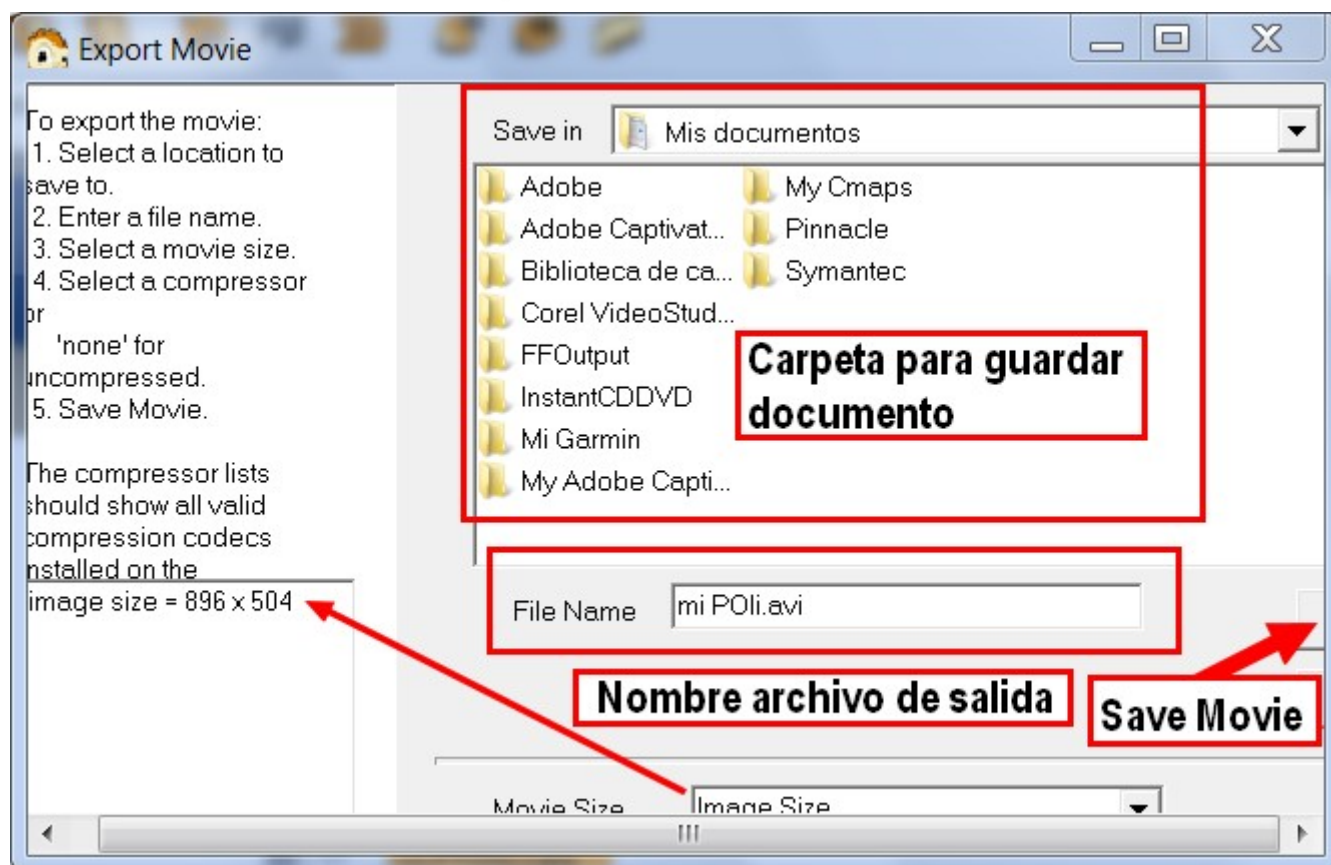 Export Movie
To export the movie:
1. Select a location to
save to.
2. Enter a file name.
3. Select a movie size.
4. Select a compressor
or
'none' for
uncompressed.
5. Save Movie.
The compressor lists
should show all valid
compression codecs
installed on the
image size = 896 x 504
Save in Mis documentos
Adobe My Cmaps
Adobe Captivat... Pinnacle
Biblioteca de ca... Symantec
Corel VideoStud...
FFOutput
InstantCDDVD
Mi Garmin
My Adobe Capti...
Carpeta para guardar
documento
File Name mi POli.avi
Nombre archivo de salida
Save Movie
Movie Size Image Size